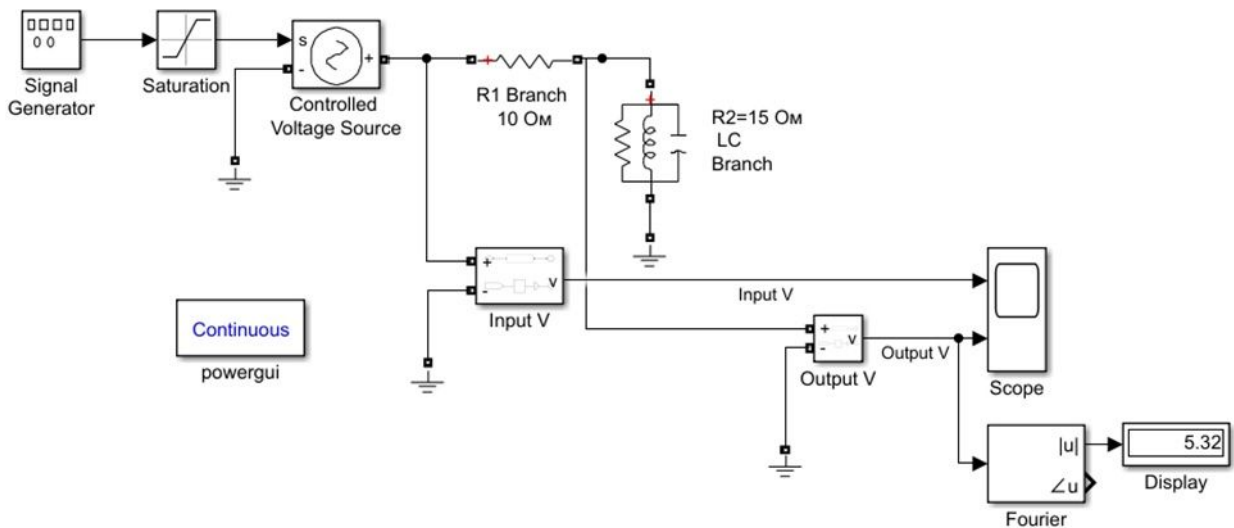 Signal
Generator
Saturation
s
-
+
Controlled
Voltage Source
+
R1 Branch
10 Ом
+
R2=15 Ом
LC
Branch
+
-
v
Input V
Input V
Continuous
powergui
+
-
v
Output V
Output V
Scope
|u|
∠u
Fourier
5.32
Display